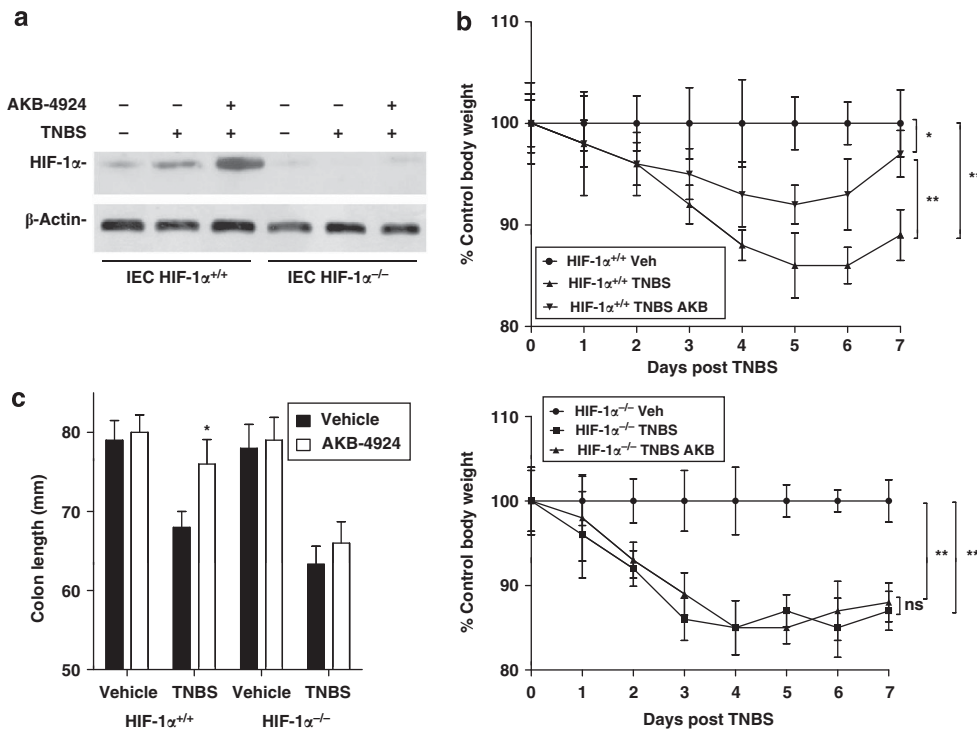 a
AKB-4924 – – + – – +
TNBS – + + – + +
HIF-1α-
β-Actin-
IEC HIF-1α+/+ IEC HIF-1α−/−
b
110
100
90
80
% Control body weight
HIF-1α+/+ Veh
HIF-1α+/+ TNBS
HIF-1α+/+ TNBS AKB
*
**
**
0 1 2 3 4 5 6 7
Days post TNBS
c
80
70
60
50
Colon length (mm)
Vehicle
AKB-4924
*
Vehicle TNBS Vehicle TNBS
HIF-1α+/+ HIF-1α−/−
110
100
90
80
% Control body weight
HIF-1α−/− Veh
HIF-1α−/− TNBS
HIF-1α−/− TNBS AKB
**
**
ns
0 1 2 3 4 5 6 7
Days post TNBS